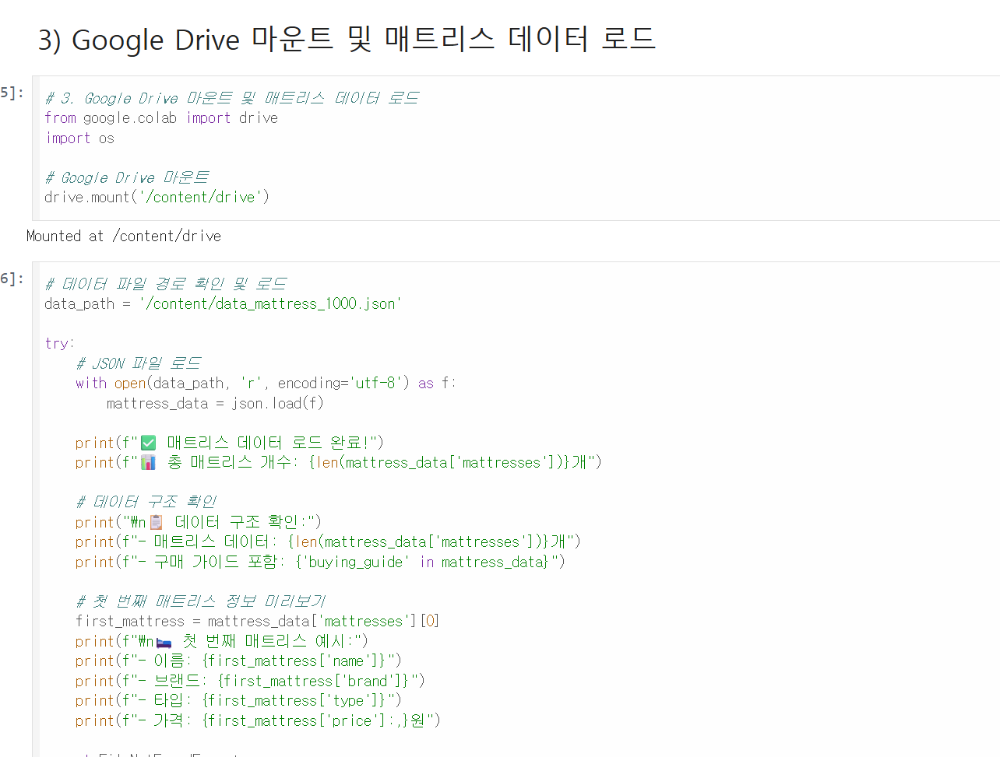 3) Google Drive 마운트 및 매트리스 데이터 로드
5]:
# 3. Google Drive 마운트 및 매트리스 데이터 로드
from google.colab import drive
import os
# Google Drive 마운트
drive.mount('/content/drive')
Mounted at /content/drive
6]:
# 데이터 파일 경로 확인 및 로드
data_path = '/content/data_mattress_1000.json'
try:
# JSON 파일 로드
with open(data_path, 'r', encoding='utf-8') as f:
mattress_data = json.load(f)
print(f"✅ 매트리스 데이터 로드 완료!")
print(f"📊 총 매트리스 개수: {len(mattress_data['mattresses'])}개")
# 데이터 구조 확인
print("₩n📋 데이터 구조 확인:")
print(f"- 매트리스 데이터: {len(mattress_data['mattresses'])}개")
print(f"- 구매 가이드 포함: {'buying_guide' in mattress_data}")
# 첫 번째 매트리스 정보 미리보기
first_mattress = mattress_data['mattresses'][0]
print(f"₩n🛏️ 첫 번째 매트리스 예시:")
print(f"- 이름: {first_mattress['name']}")
print(f"- 브랜드: {first_mattress['brand']}")
print(f"- 타입: {first_mattress['type']}")
print(f"- 가격: {first_mattress['price']:,}원")